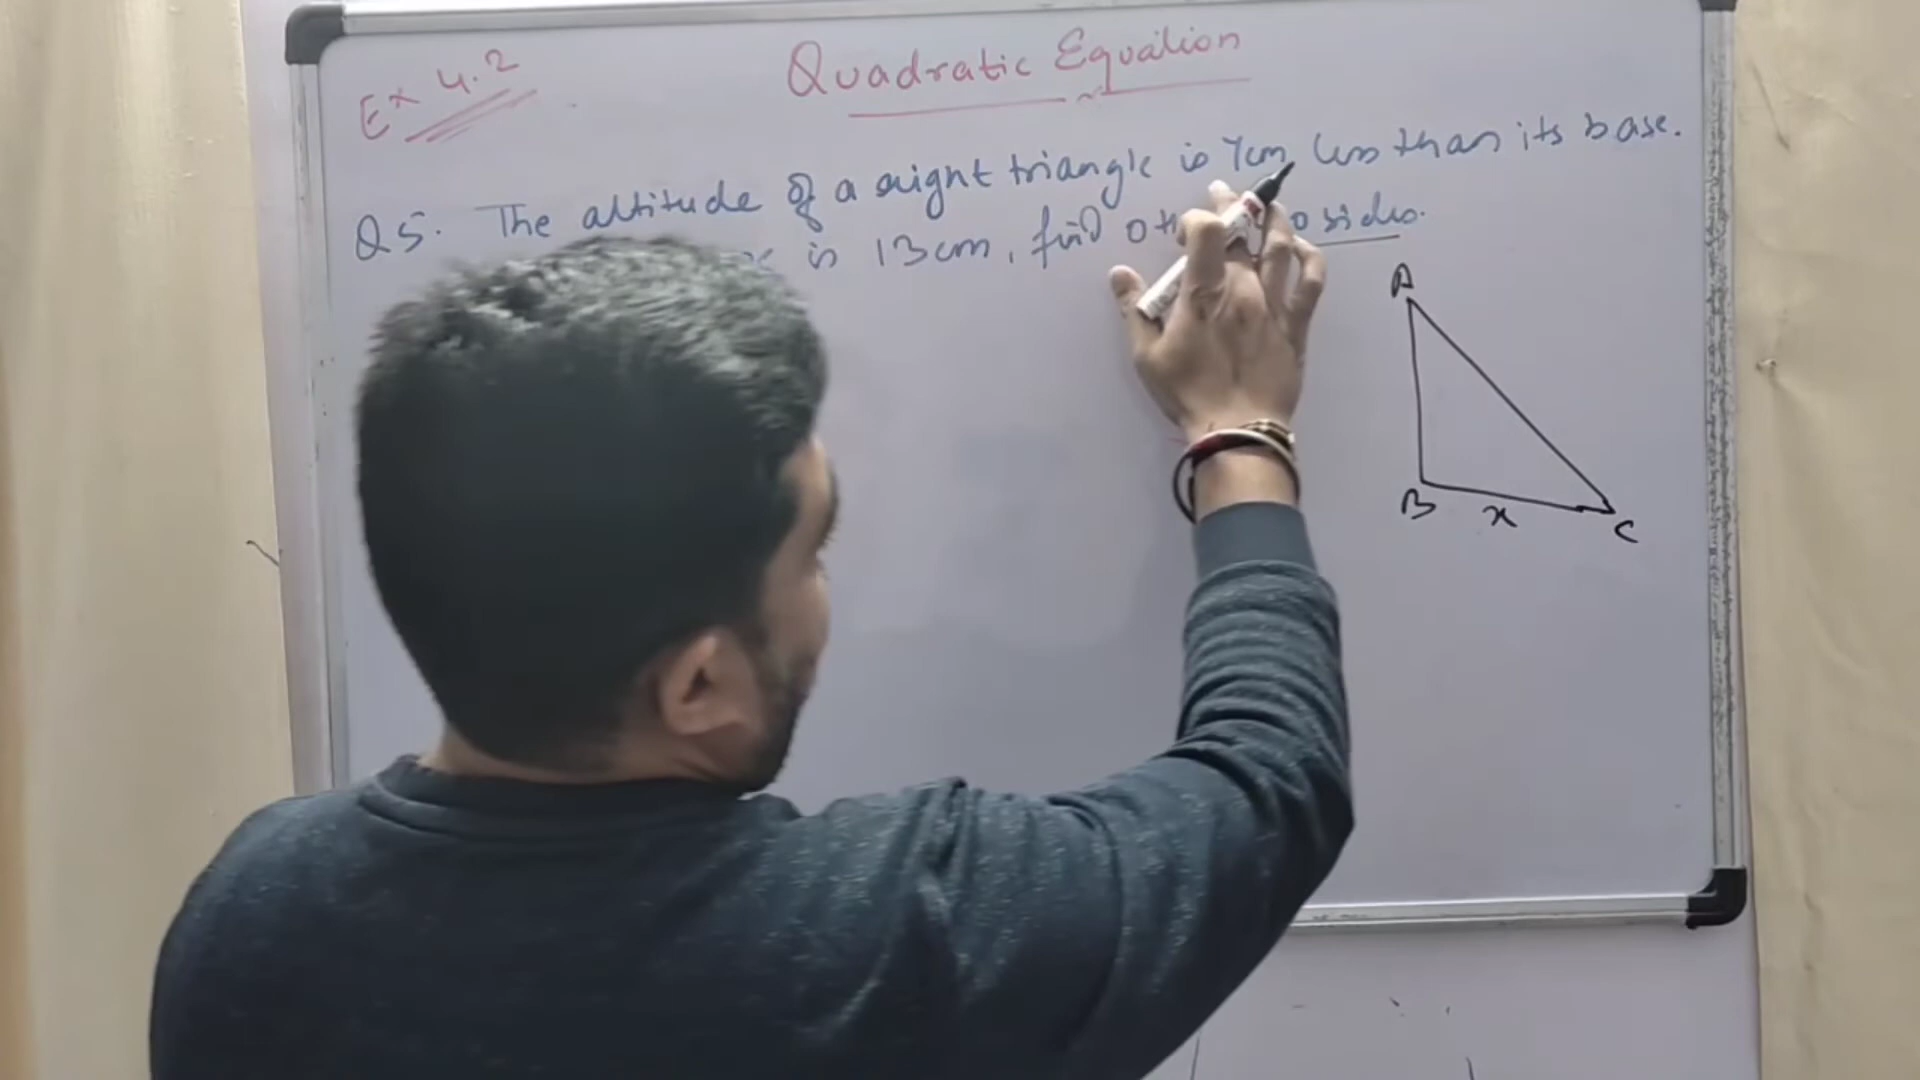 Ex 4.2
Quadratic Equation
Q5. The altitude of a right triangle is 7cm less than its base.
is 13cm, find sides.
A
B
x
C